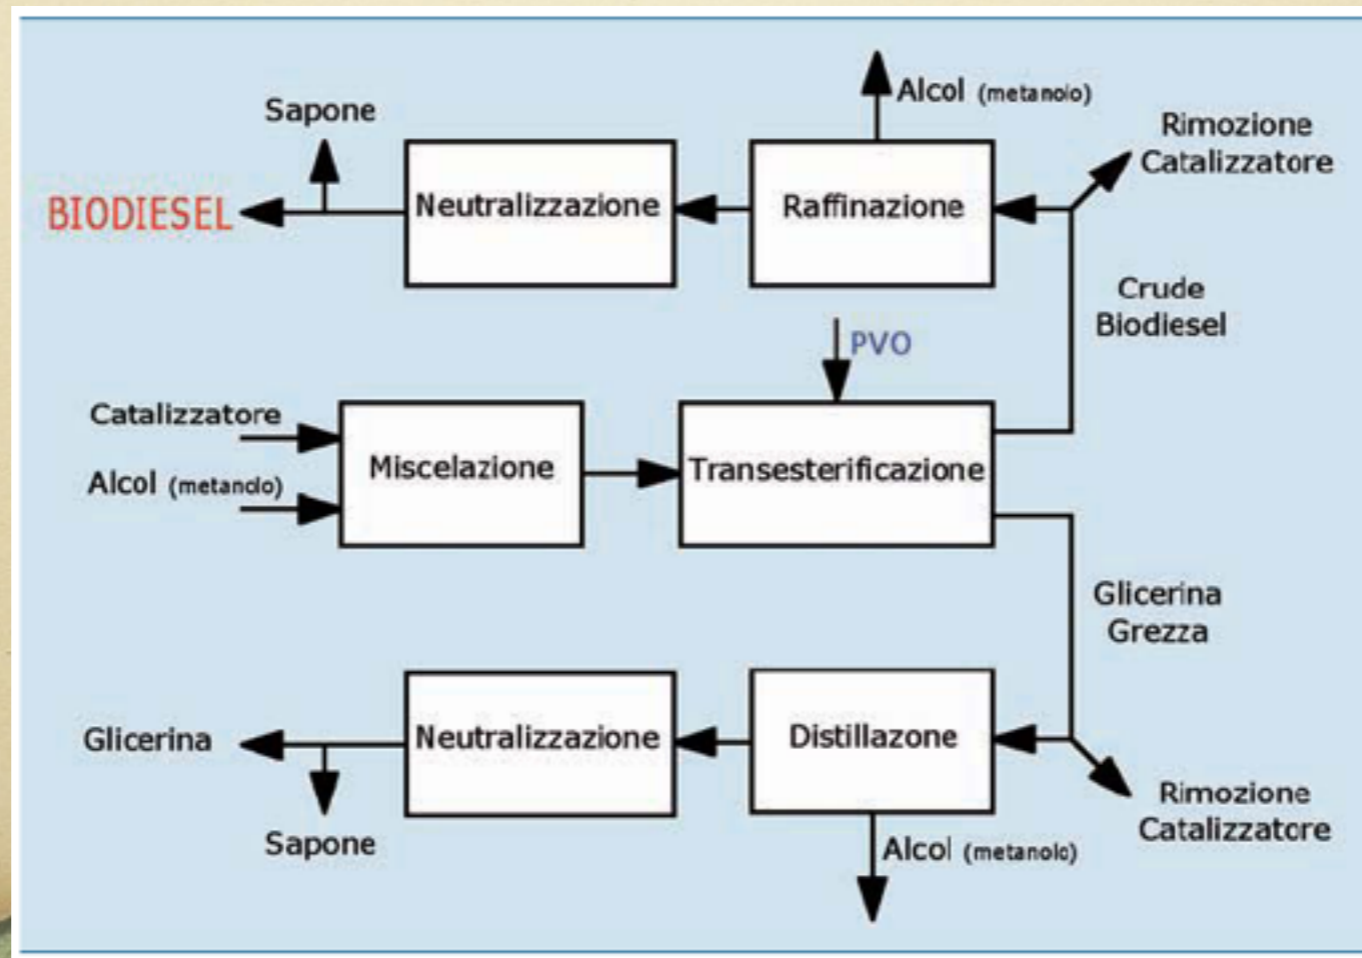 Alcol (metanolo)
Sapone
Rimozione
Catalizzatore
Neutralizzazione
Raffinazione
BIODIESEL
Crude
Biodiesel
PVO
Catalizzatore
Miscelazione
Transesterificazione
Alcol (metanolo)
Glicerina
Grezza
Glicerina
Neutralizzazione
Distillazone
Rimozione
Catalizzatore
Sapone
Alcol (metanolo)